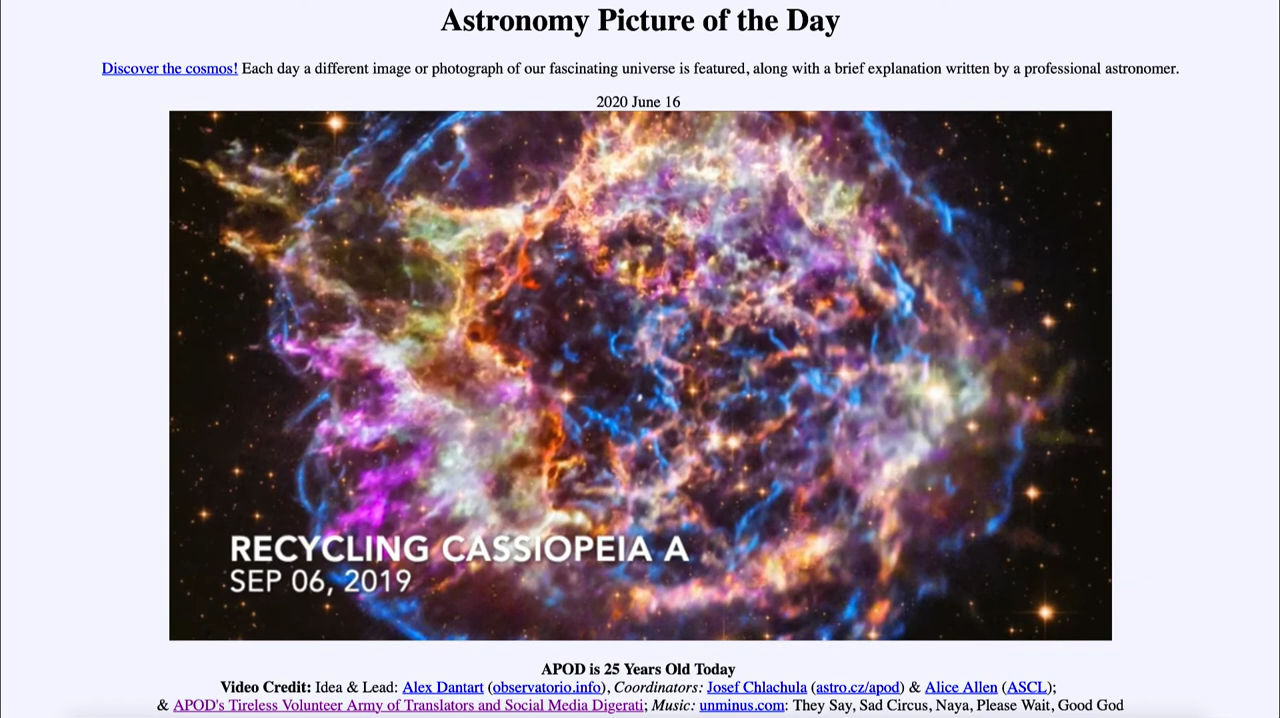 Astronomy Picture of the Day
Discover the cosmos! Each day a different image or photograph of our fascinating universe is featured, along with a brief explanation written by a professional astronomer.
2020 June 16
RECYCLING CASSIOPEIA A
SEP 06, 2019
APOD is 25 Years Old Today
Video Credit: Idea & Lead: Alex Dantart (observatorio.info), Coordinators: Josef Chlachula (astro.cz/apod) & Alice Allen (ASCL);
& APOD's Tireless Volunteer Army of Translators and Social Media Digerati; Music: unminus.com: They Say, Sad Circus, Naya, Please Wait, Good God